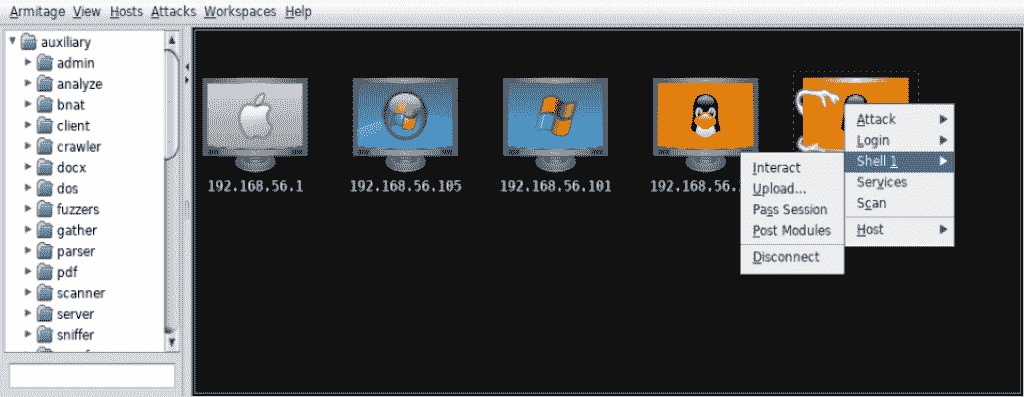 Armitage View Hosts Attacks Workspaces Help
auxiliary
admin
analyze
bnat
client
crawler
docx
dos
fuzzers
gather
parser
pdf
scanner
server
sniffer
192.168.56.1
192.168.56.105
192.168.56.101
192.168.56.
Attack
Login
Shell 1
Services
Scan
Host
Interact
Upload...
Pass Session
Post Modules
Disconnect